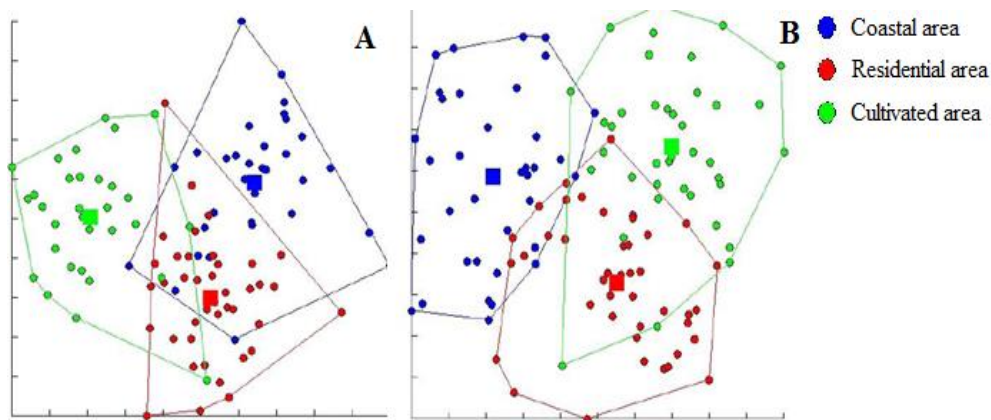 A
B
Coastal area
Residential area
Cultivated area